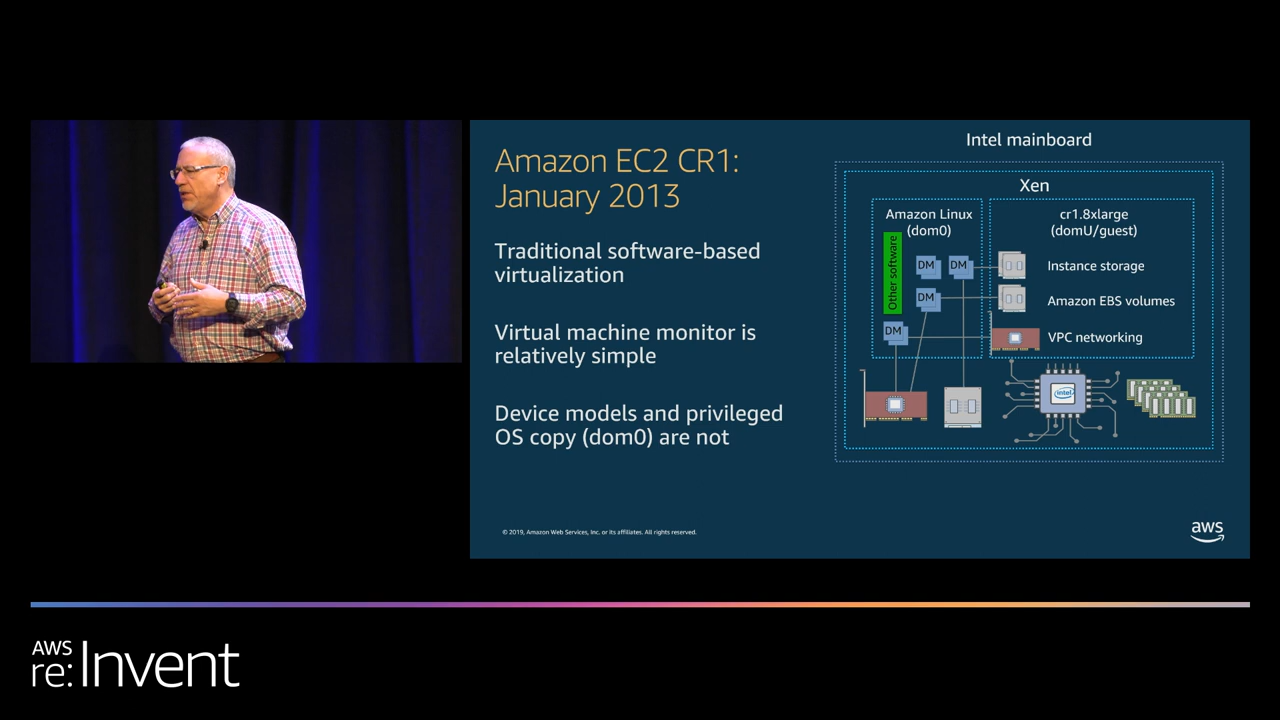 Amazon EC2 CR1:
January 2013
Traditional software-based
virtualization
Virtual machine monitor is
relatively simple
Device models and privileged
OS copy (dom0) are not
Intel mainboard
Xen
Amazon Linux
(dom0)
Other software
DM
DM
DM
DM
cr1.8xlarge
(domU/guest)
Instance storage
Amazon EBS volumes
VPC networking
intel
© 2019, Amazon Web Services, Inc. or its affiliates. All rights reserved.
aws
AWS
re:Invent